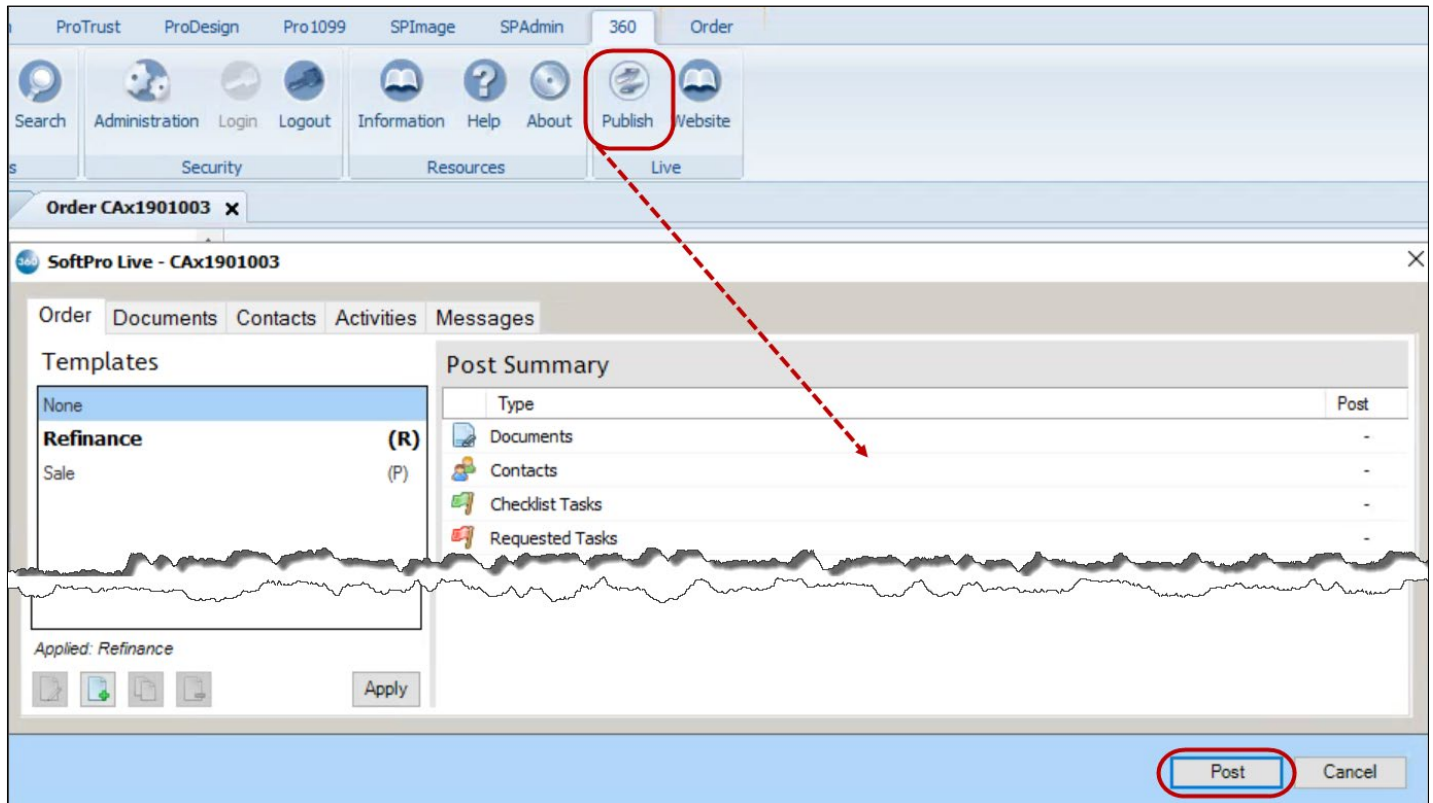 ProTrust ProDesign Pro1099 SPImage SPAdmin 360 Order
Search Administration Login Logout Information Help About Publish Website
s Security Resources Live
Order CAx1901003
360 SoftPro Live - CAx1901003
Order Documents Contacts Activities Messages
Templates Post Summary
Type Post
None
Refinance (R) Documents -
Sale (P) Contacts -
Checklist Tasks -
Requested Tasks -
Applied: Refinance
Apply
Post Cancel